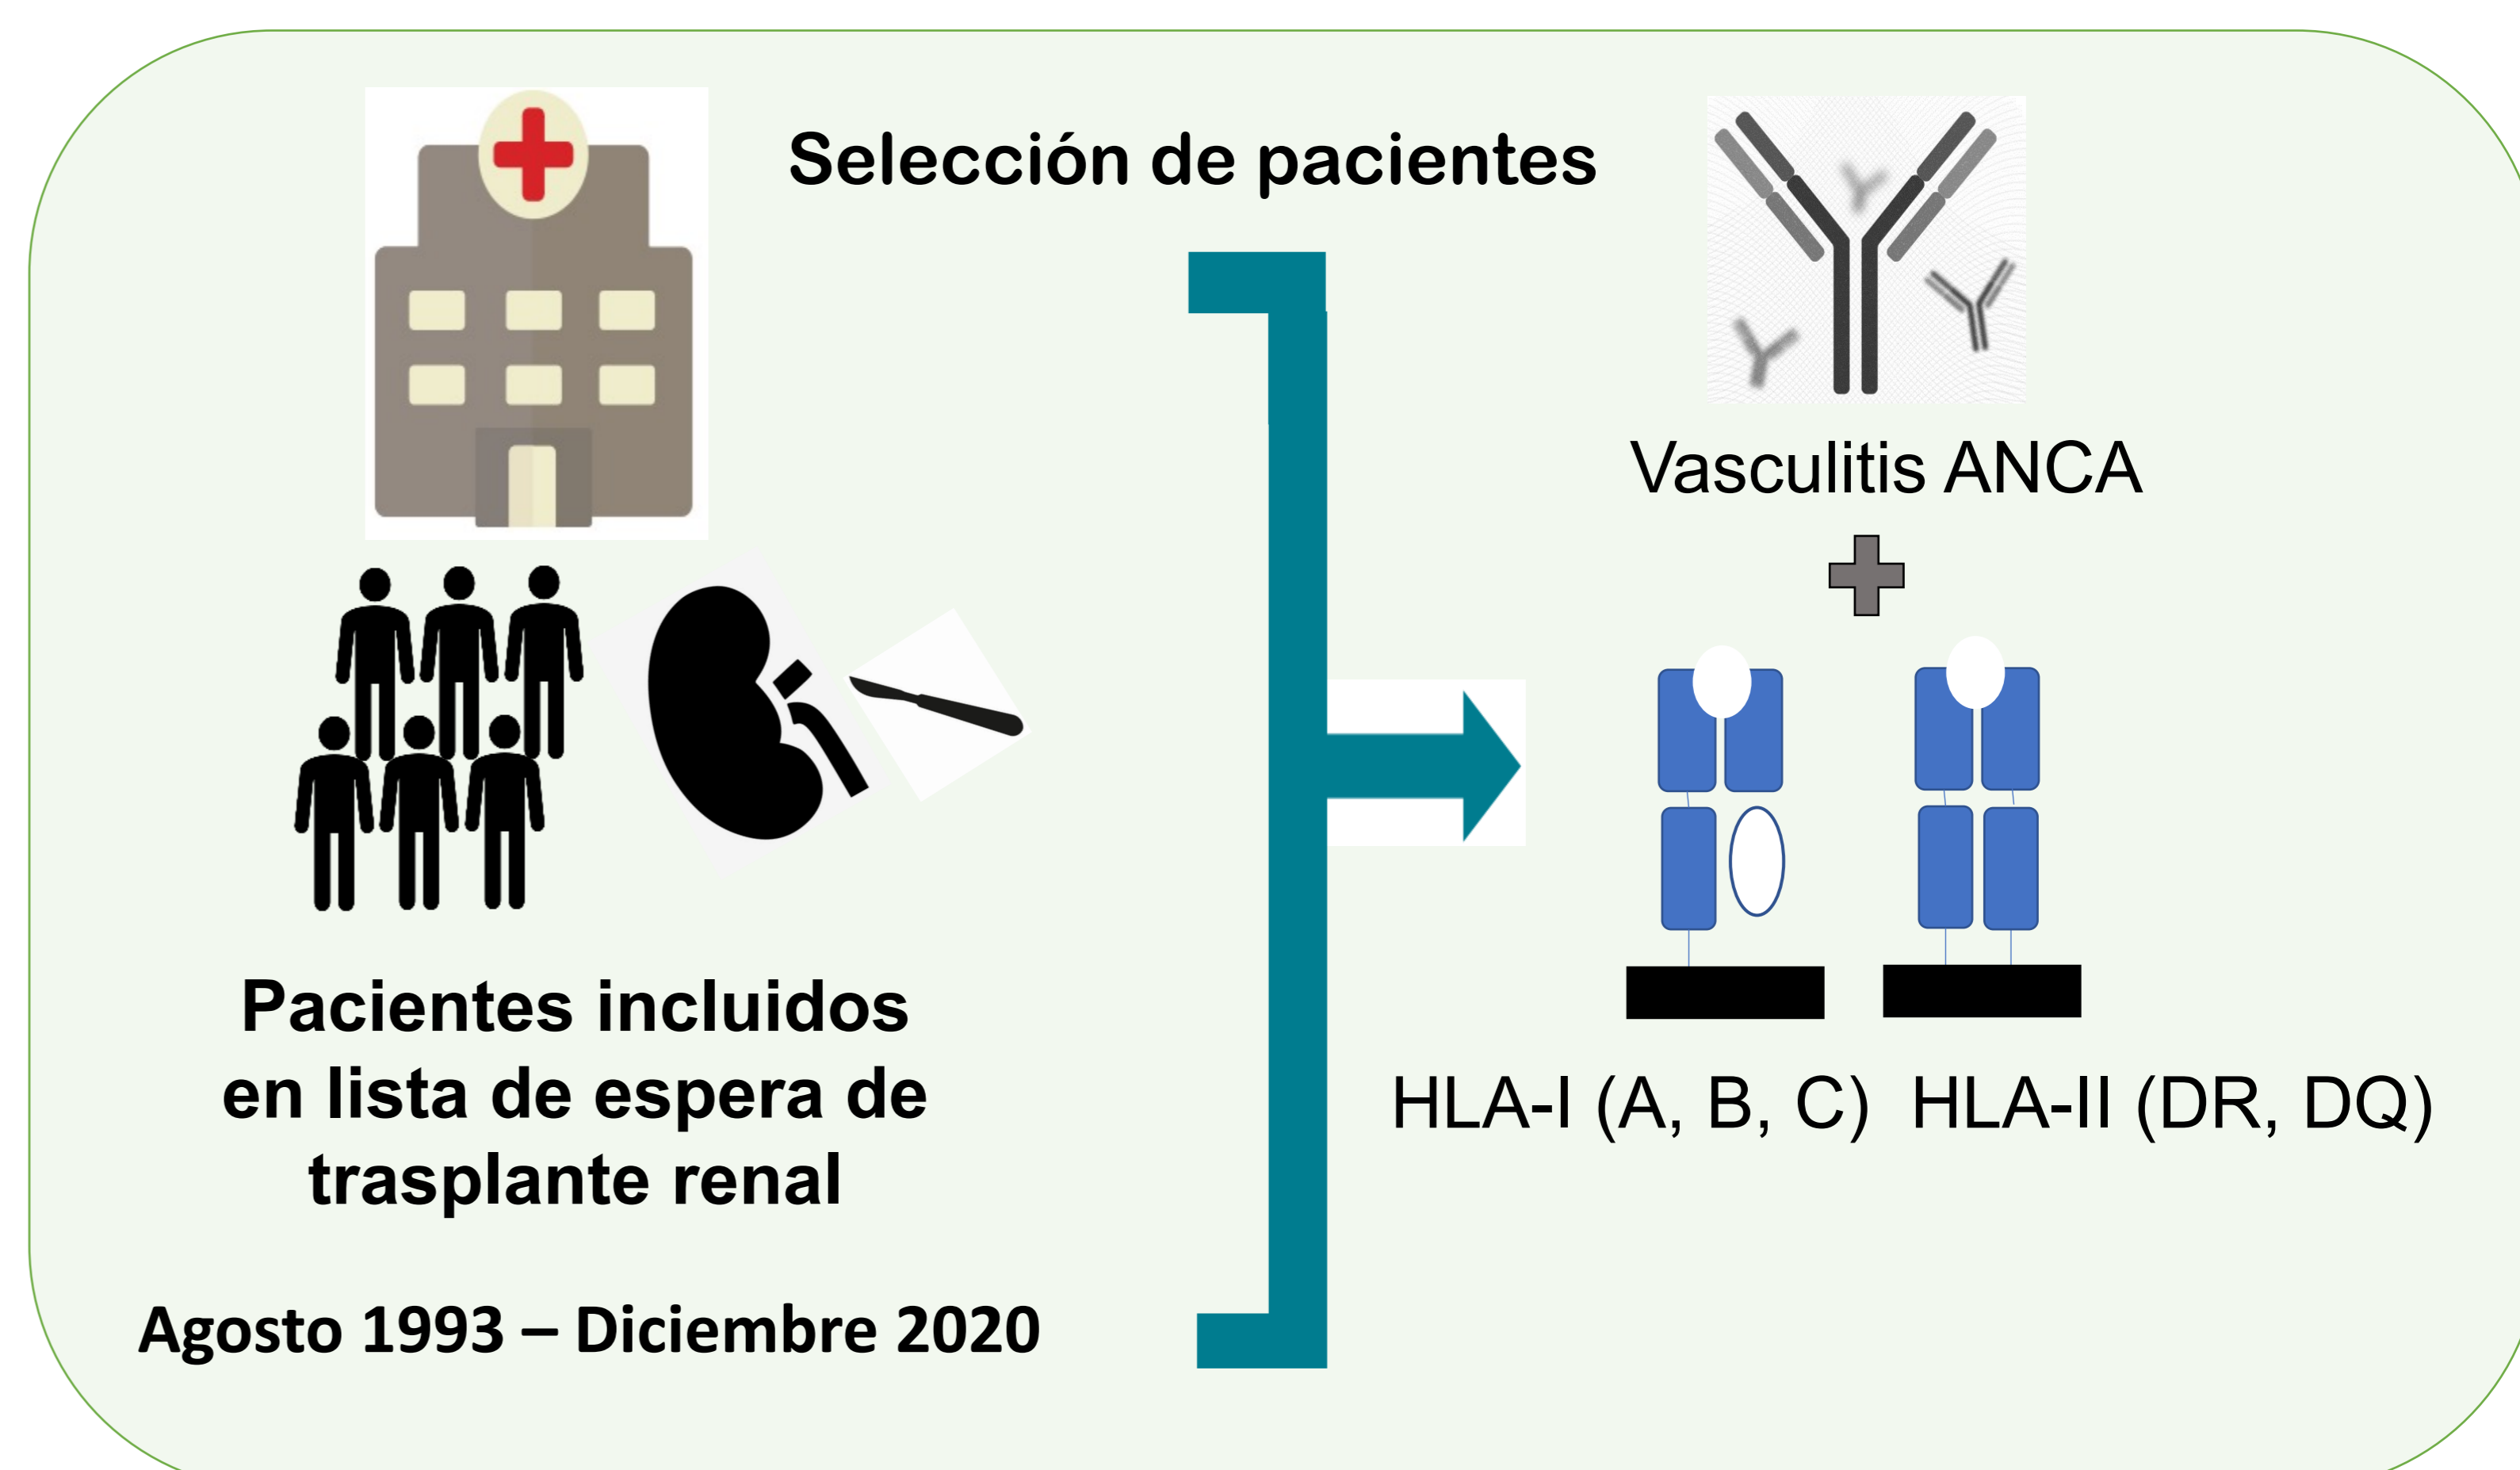 Selección de pacientes
Pacientes incluidos
en lista de espera de
trasplante renal
Agosto 1993 – Diciembre 2020
Vasculitis ANCA
HLA-I (A, B, C) HLA-II (DR, DQ)